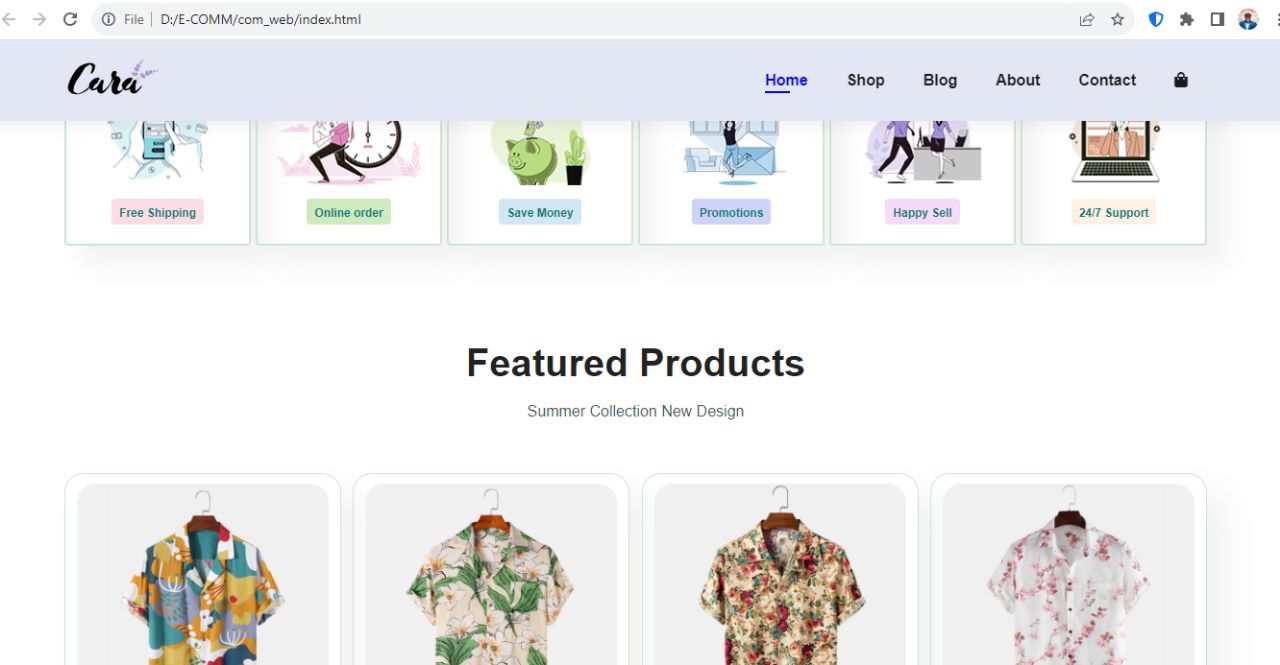 File D:/E-COMM/com_web/index.html
Cara Home Shop Blog About Contact
Free Shipping Online order Save Money Promotions Happy Sell 24/7 Support
Featured Products
Summer Collection New Design